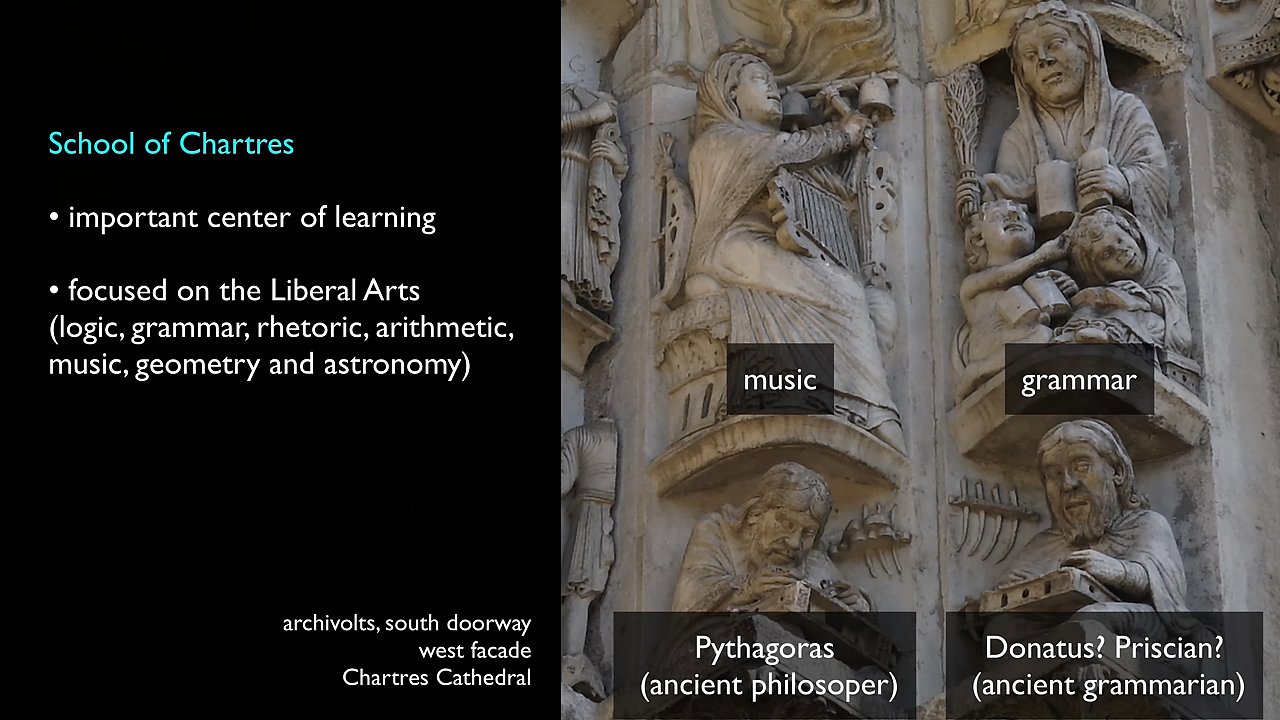 School of Chartres
• important center of learning
• focused on the Liberal Arts
(logic, grammar, rhetoric, arithmetic,
music, geometry and astronomy)
archivolts, south doorway
west facade
Chartres Cathedral
music
grammar
Pythagoras
(ancient philosoper)
Donatus? Priscian?
(ancient grammarian)